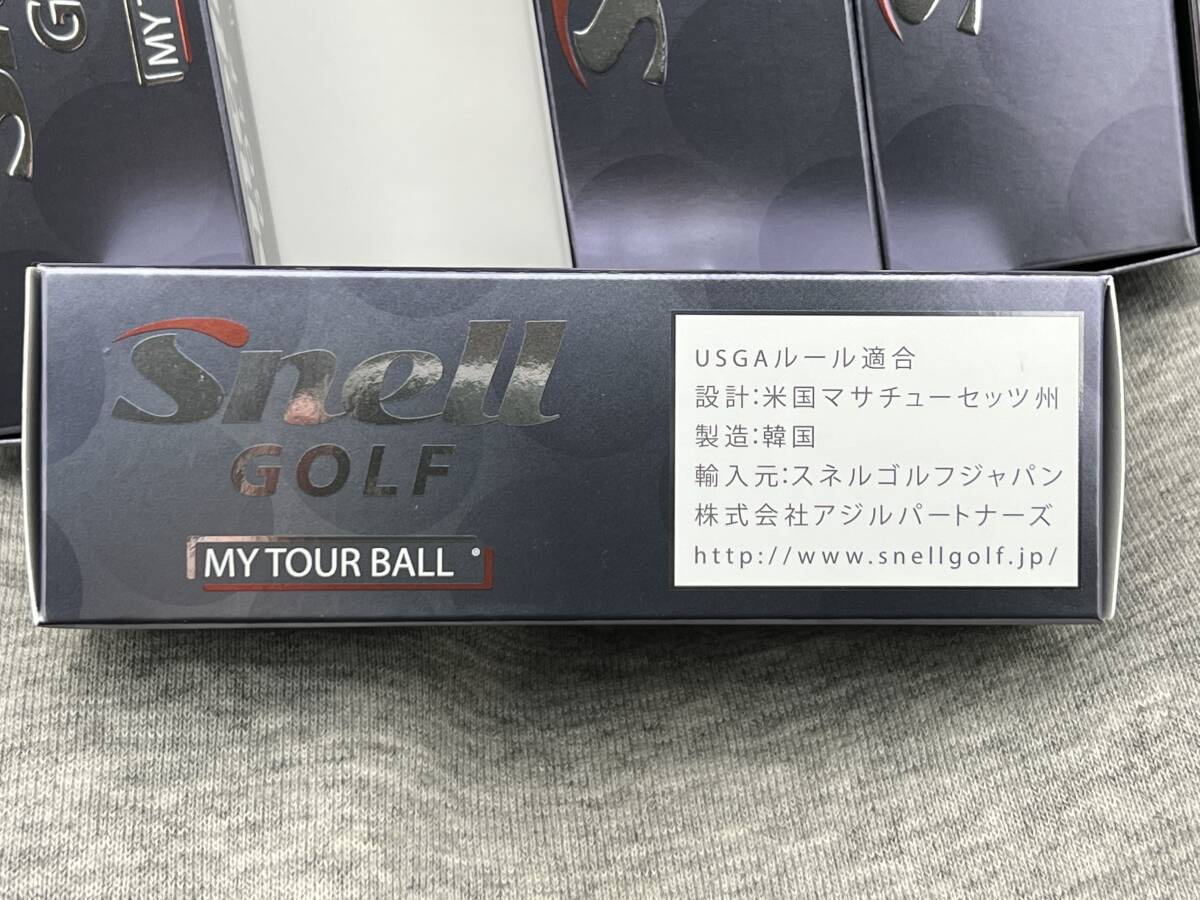 G
MY
Snell
GOLF
MY TOUR BALL®
USGAルール適合
設計:米国マサチューセッツ州
製造:韓国
輸入元:スネルゴルフジャパン
株式会社アジルパートナーズ
http://www.snellgolf.jp/